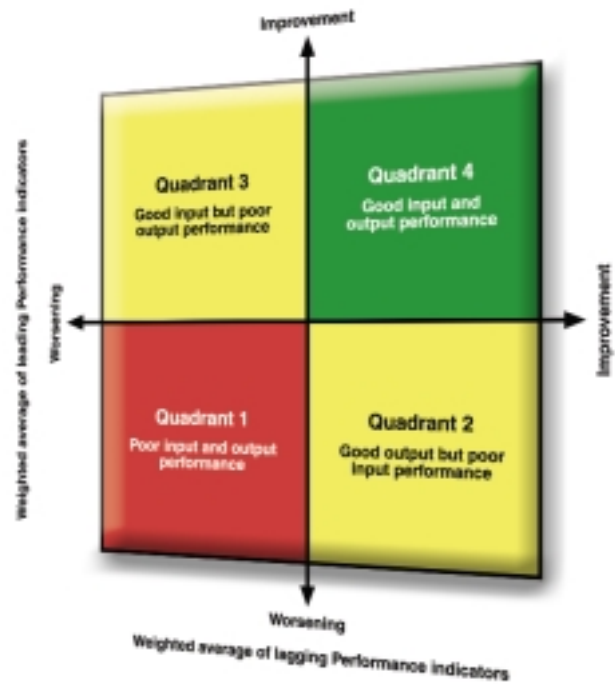 Improvement
Weighted average of leading Performance indicators
Quadrant 3
Good input but poor
output performance
Quadrant 4
Good input and
output performance
Worsening
Improvement
Quadrant 1
Poor input and output
performance
Quadrant 2
Good output but poor
input performance
Worsening
Weighted average of lagging Performance indicators